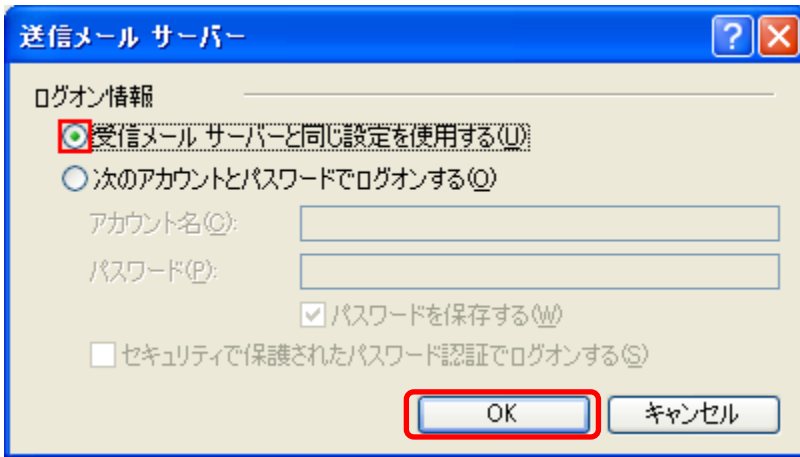 送信メール サーバー
ログオン情報
受信メール サーバーと同じ設定を使用する(U)
次のアカウントとパスワードでログオンする(O)
アカウント名(C):
パスワード(P):
パスワードを保存する(W)
セキュリティで保護されたパスワード認証でログオンする(S)
OK キャンセル